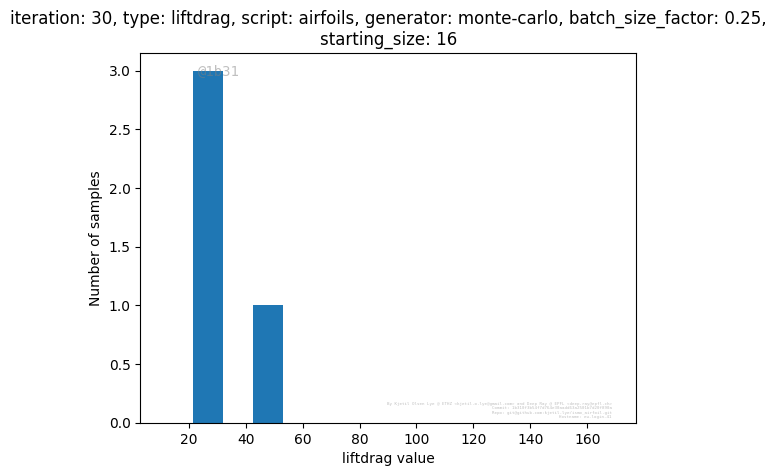 iteration: 30, type: liftdrag, script: airfoils, generator: monte-carlo, batch_size_factor: 0.25,
starting_size: 16
@1b31
3.0
2.5
2.0
1.5
1.0
0.5
0.0
Number of samples
20 40 60 80 100 120 140 160
liftdrag value